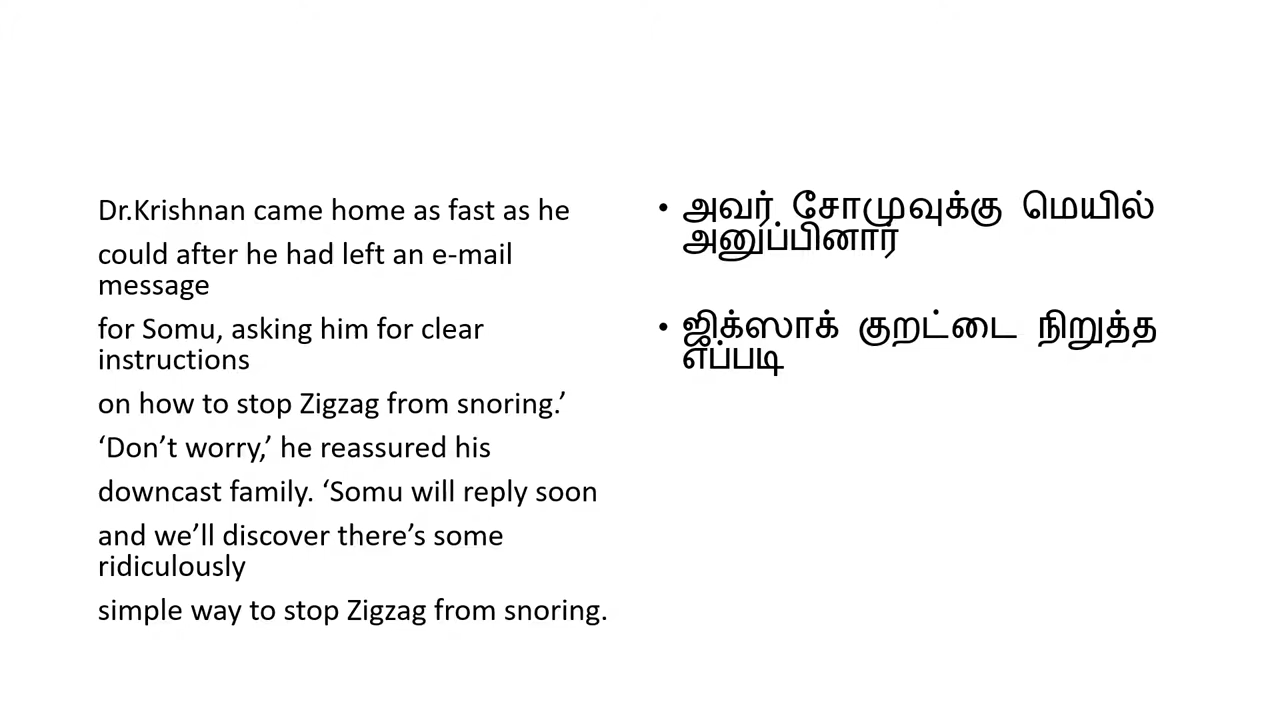 Dr.Krishnan came home as fast as he
could after he had left an e-mail
message
for Somu, asking him for clear
instructions
on how to stop Zigzag from snoring.’
‘Don’t worry,’ he reassured his
downcast family. ‘Somu will reply soon
and we’ll discover there’s some
ridiculously
simple way to stop Zigzag from snoring.
• அவர் சோமுவுக்கு மெயில்
அனுப்பினார்
• ஜிக்ஸாக் குறட்டை நிறுத்த
எப்படி